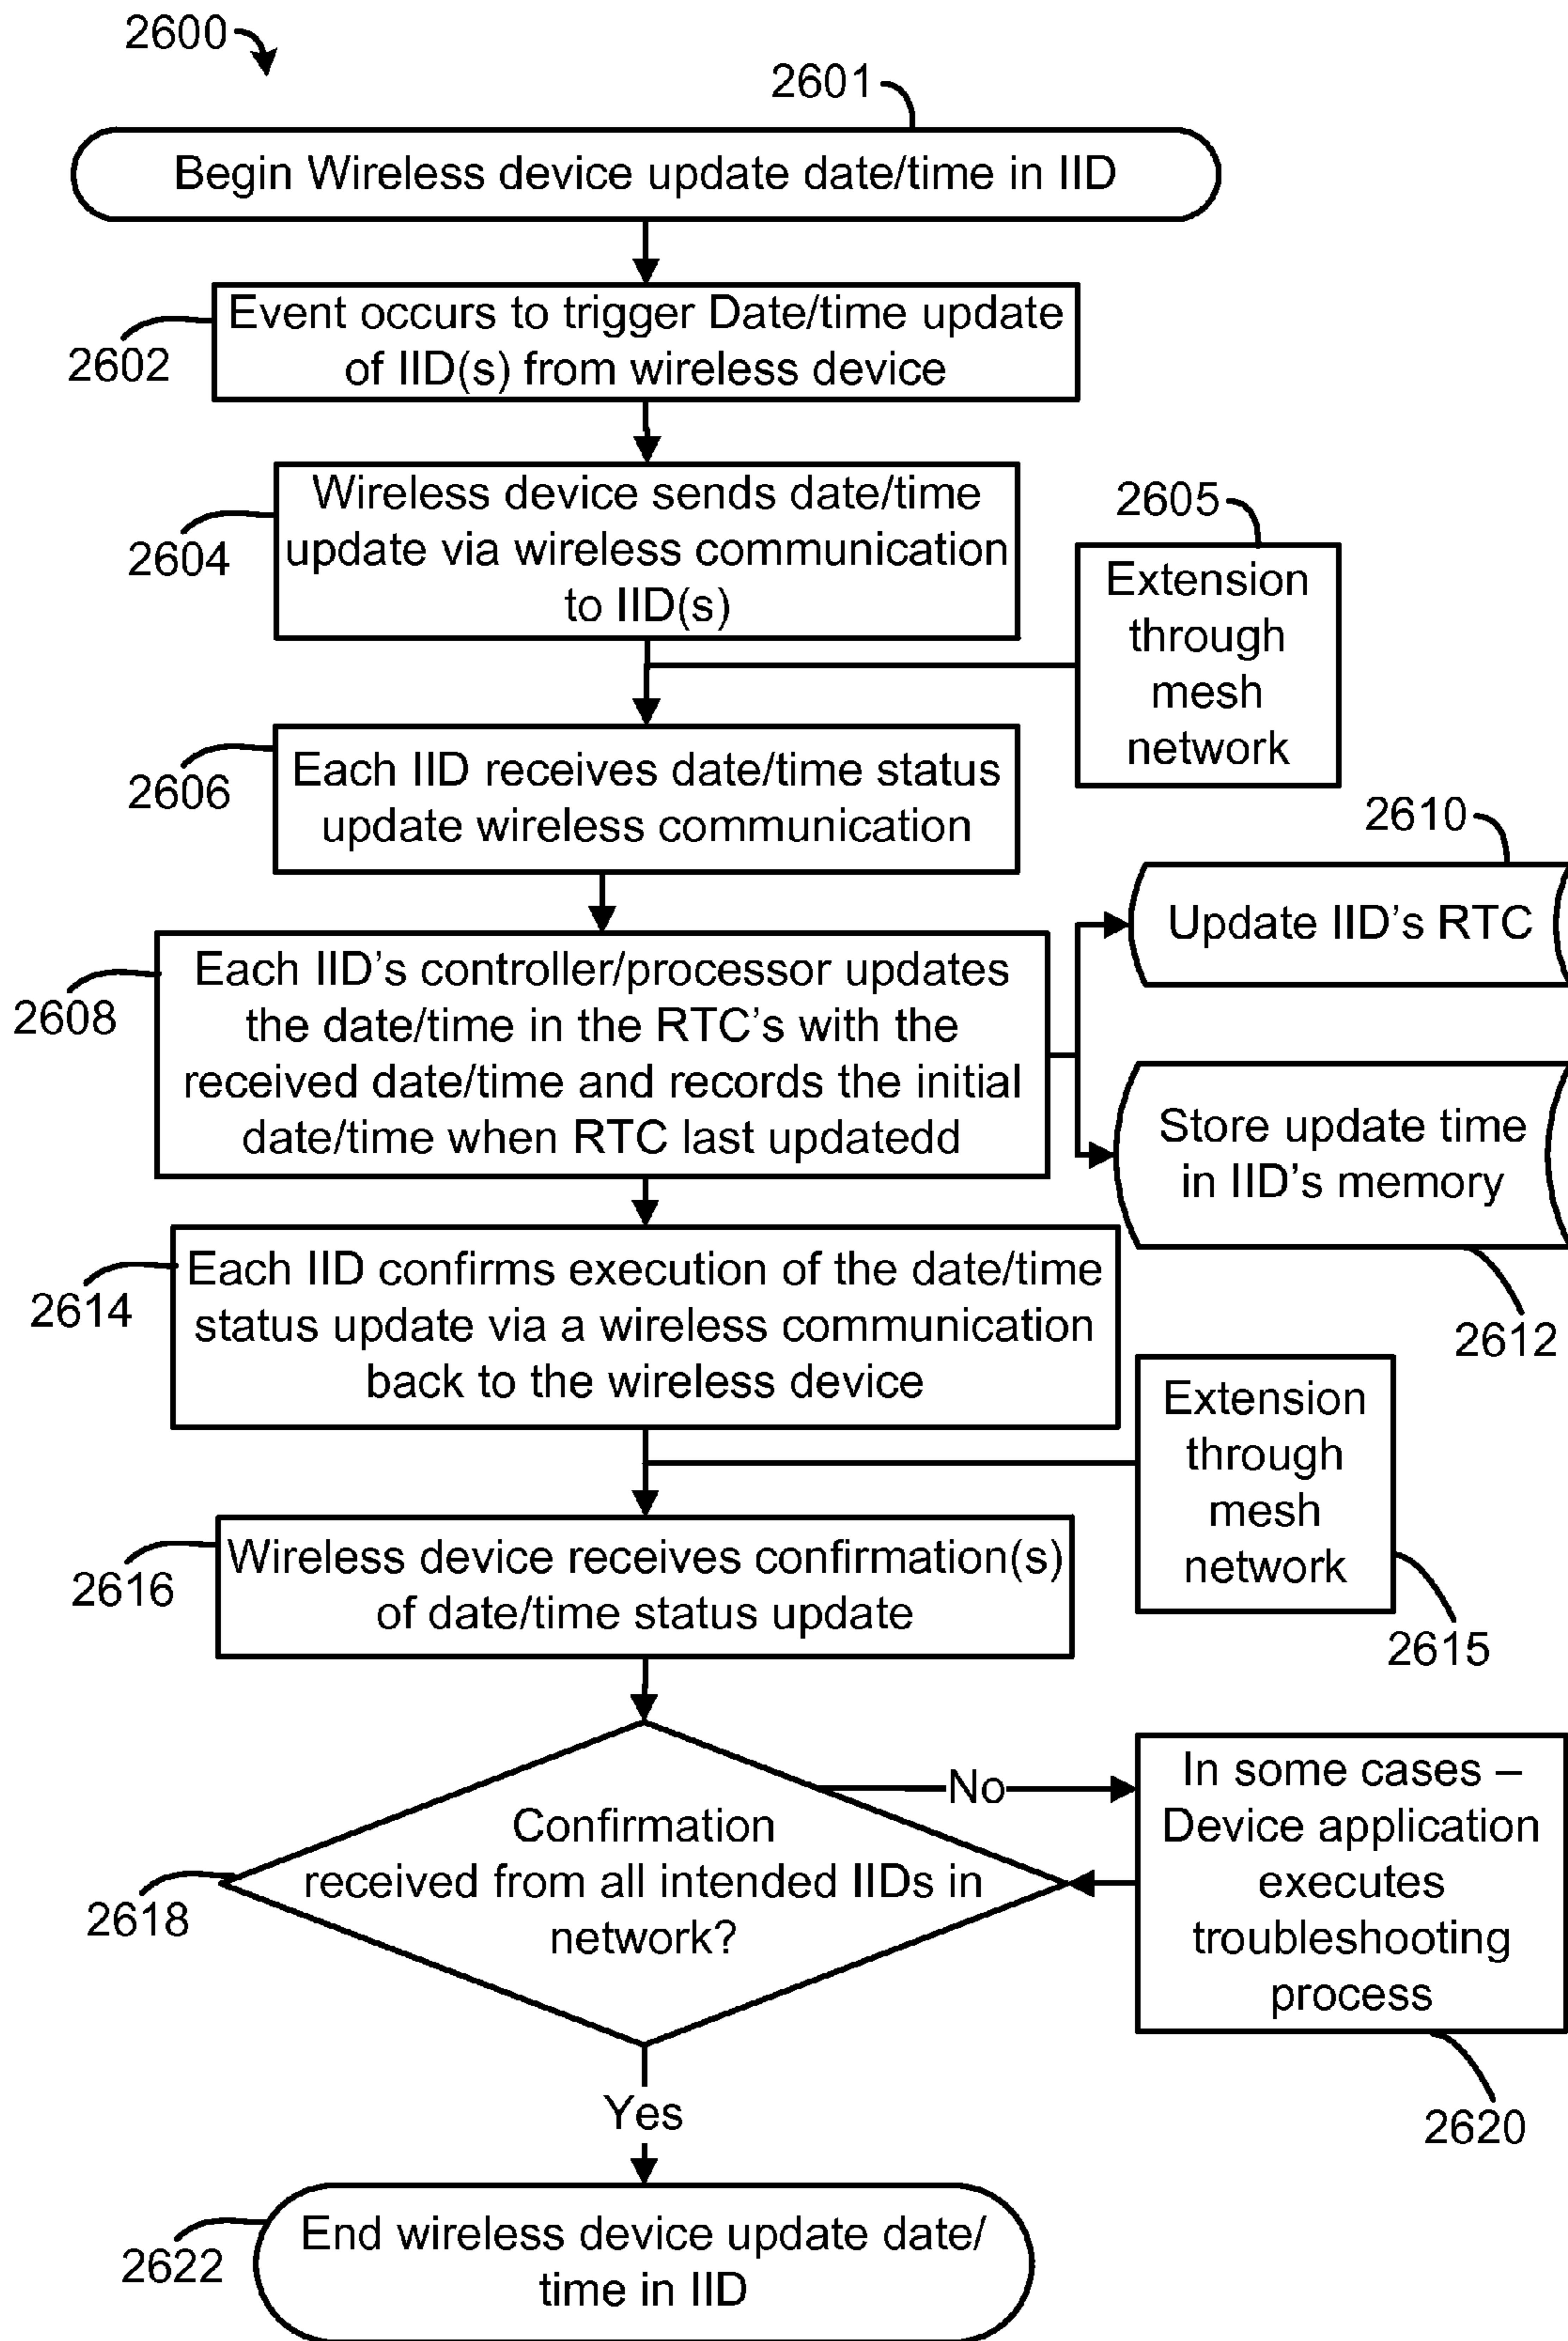 2600
2601
Begin Wireless device update date/time in IID
Event occurs to trigger Date/time update
of IID(s) from wireless device
2602
Wireless device sends date/time
update via wireless communication
to IID(s)
2604
2605
Extension
through
mesh
network
Each IID receives date/time status
update wireless communication
2606
2610
Update IID's RTC
Each IID's controller/processor updates
the date/time in the RTC's with the
received date/time and records the initial
date/time when RTC last updatedd
2608
Store update time
in IID's memory
2612
Each IID confirms execution of the date/time
status update via a wireless communication
back to the wireless device
2614
Extension
through
mesh
network
2615
Wireless device receives confirmation(s)
of date/time status update
2616
Confirmation
received from all intended IIDs in
network?
2618
No
In some cases –
Device application
executes
troubleshooting
process
2620
Yes
End wireless device update date/
time in IID
2622